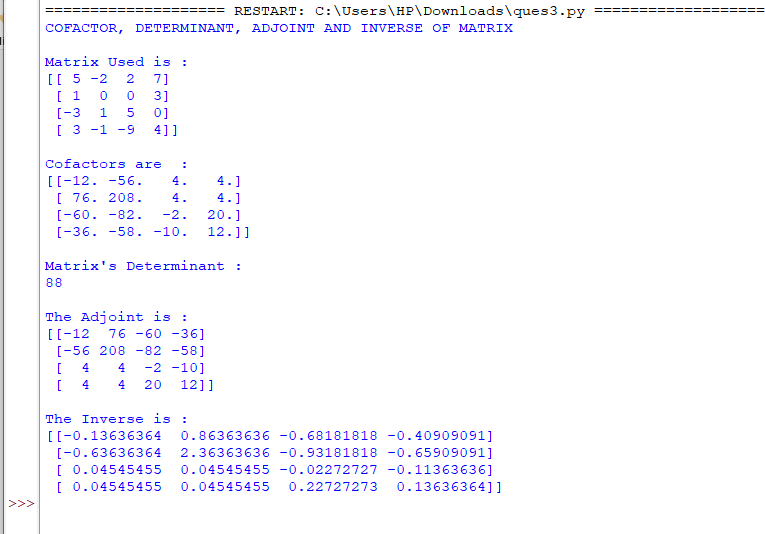 ==================== RESTART: C:\Users\HP\Downloads\ques3.py ===================
COFACTOR, DETERMINANT, ADJOINT AND INVERSE OF MATRIX
Matrix Used is :
[[ 5 -2  2  7]
 [ 1  0  0  3]
 [-3  1  5  0]
 [ 3 -1 -9  4]]
Cofactors are  :
[[-12. -56.   4.   4.]
 [ 76. 208.   4.   4.]
 [-60. -82.  -2.  20.]
 [-36. -58. -10.  12.]]
Matrix's Determinant :
88
The Adjoint is :
[[-12  76 -60 -36]
 [-56 208 -82 -58]
 [  4   4  -2 -10]
 [  4   4  20  12]]
The Inverse is :
[[-0.13636364  0.86363636 -0.68181818 -0.40909091]
 [-0.63636364  2.36363636 -0.93181818 -0.65909091]
 [ 0.04545455  0.04545455 -0.02272727 -0.11363636]
 [ 0.04545455  0.04545455  0.22727273  0.13636364]]
>>>